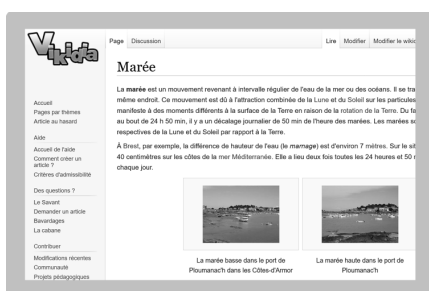 Vikidia
Page Discussion Lire Modifier Modifier le wikic
Marée
La marée est un mouvement revenant à intervalle régulier de l'eau de la mer ou des océans. Il se tra
même endroit. Ce mouvement est dû à l'attraction combinée de la Lune et du Soleil sur les particules
manifeste à des moments différents à la surface de la Terre en raison de la rotation de la Terre. Du fa
au bout de 24 h 50 min, il y a un décalage journalier de 50 min de l'heure des marées. Les marées so
respectives de la Lune et du Soleil par rapport à la Terre.
À Brest, par exemple, la différence de hauteur de l'eau (le marnage) est d'environ 7 mètres. Sur le sit
40 centimètres sur les côtes de la mer Méditerranée. Elle a lieu deux fois toutes les 24 heures et 50 r
chaque jour.
Accueil
Pages par thèmes
Article au hasard
Aide
Accueil de l'aide
Comment créer un
article ?
Critères d'admissibilité
Des questions ?
Le Savant
Demander un article
Bavardages
La cabane
Contribuer
Modifications récentes
Communauté
Projets pédagogiques
La marée basse dans le port de
Ploumanac'h dans les Côtes-d'Armor
La marée haute dans le port de
Ploumanac'h